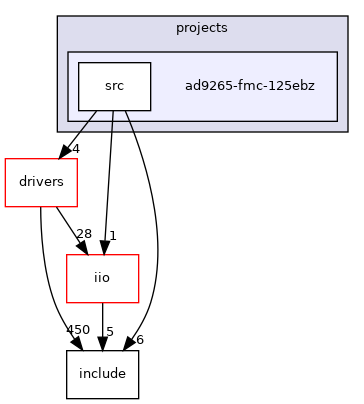 projects
src
ad9265-fmc-125ebz
4
drivers
28
1
iio
450
5
6
include